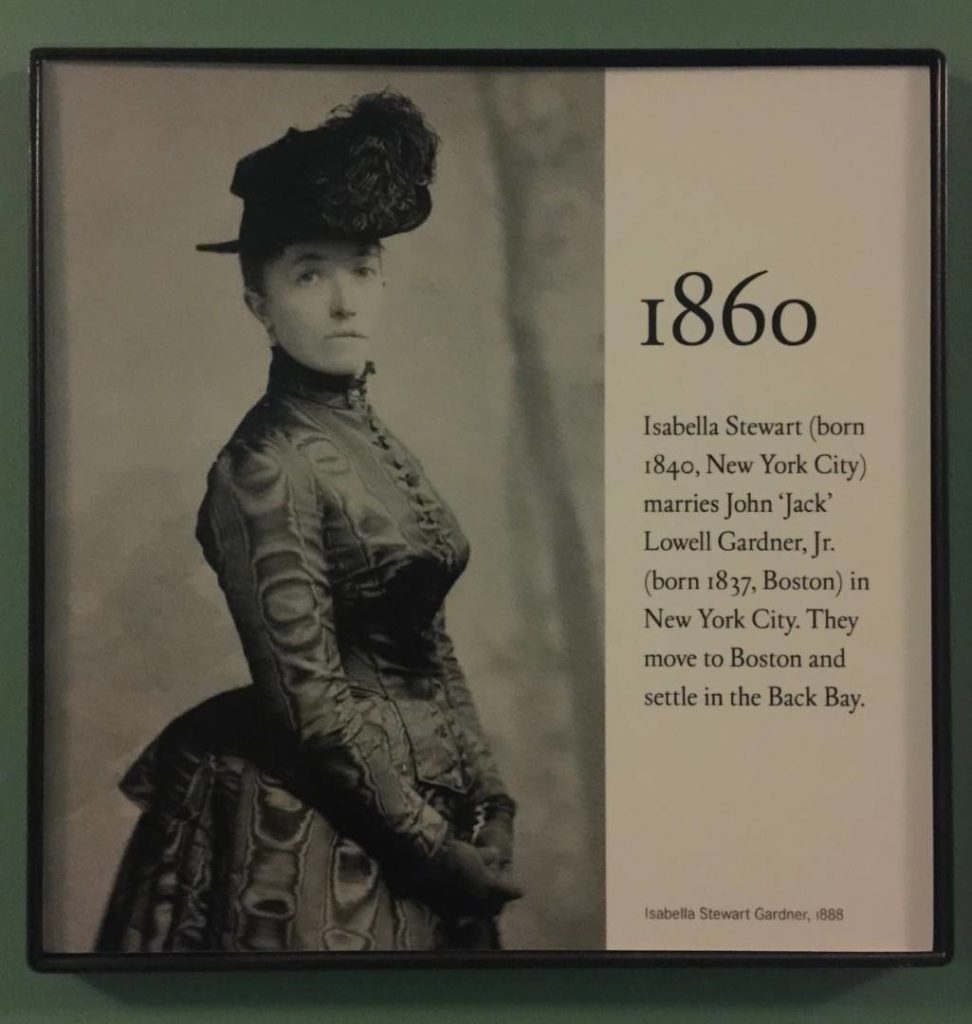 1860
Isabella Stewart (born
1840, New York City)
marries John ‘Jack’
Lowell Gardner, Jr.
(born 1837, Boston) in
New York City. They
move to Boston and
settle in the Back Bay.
Isabella Stewart Gardner, 1888